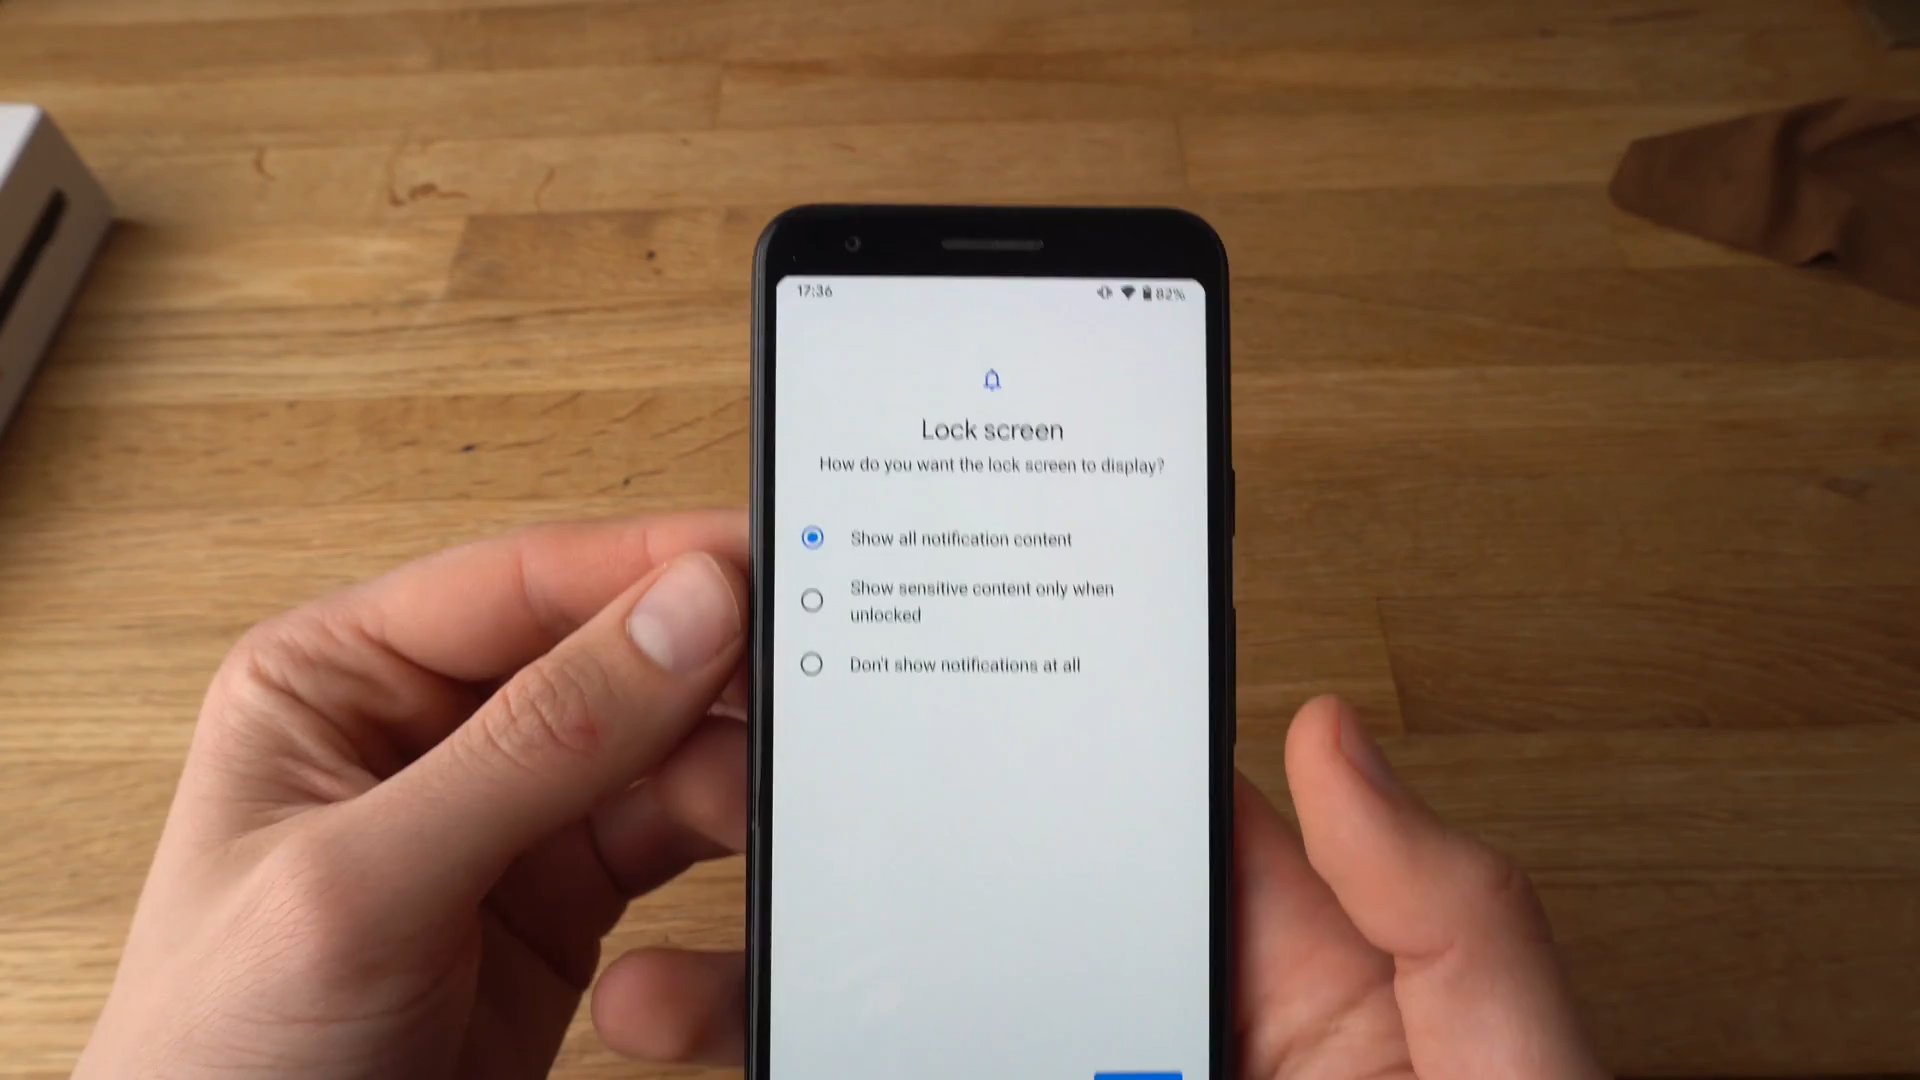 17:36
82%
Lock screen
How do you want the lock screen to display?
Show all notification content
Show sensitive content only when
unlocked
Don't show notifications at all